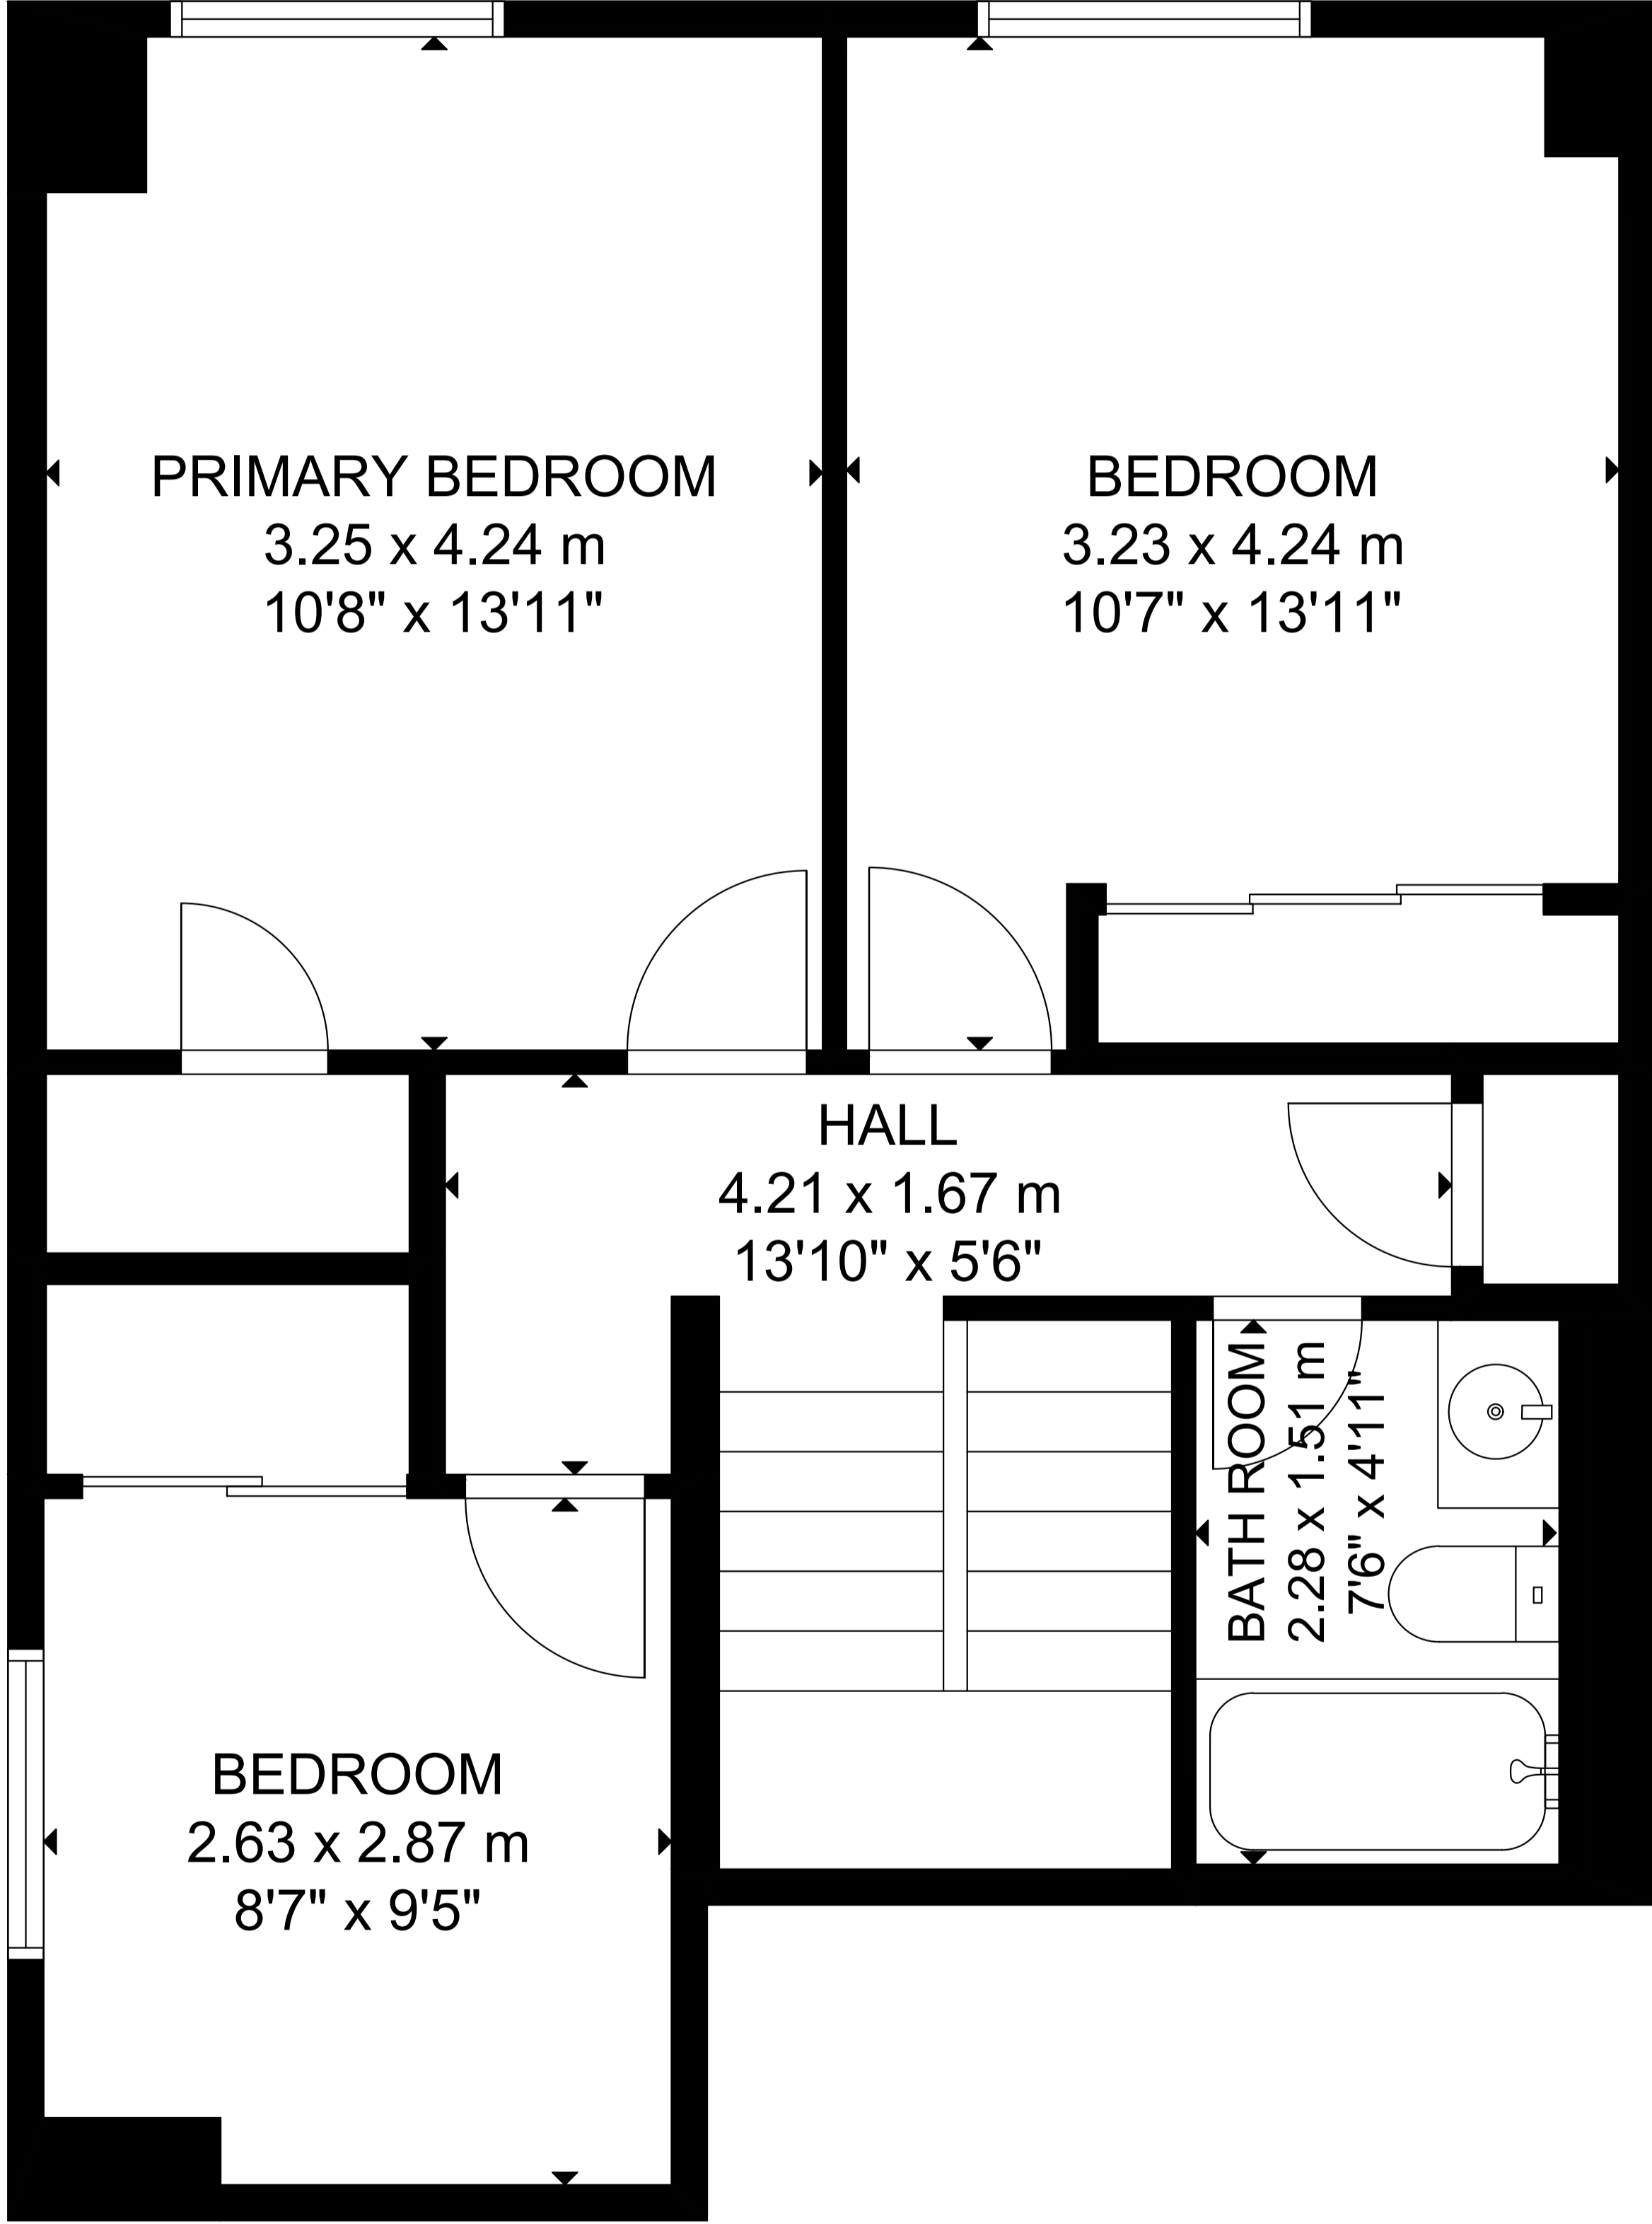 PRIMARY BEDROOM
3.25 x 4.24 m
10'8" x 13'11"
BEDROOM
3.23 x 4.24 m
10'7" x 13'11"
HALL
4.21 x 1.67 m
13'10" x 5'6"
BATH ROOM
2.28 x 1.51 m
7'6" x 4'11"
BEDROOM
2.63 x 2.87 m
8'7" x 9'5"